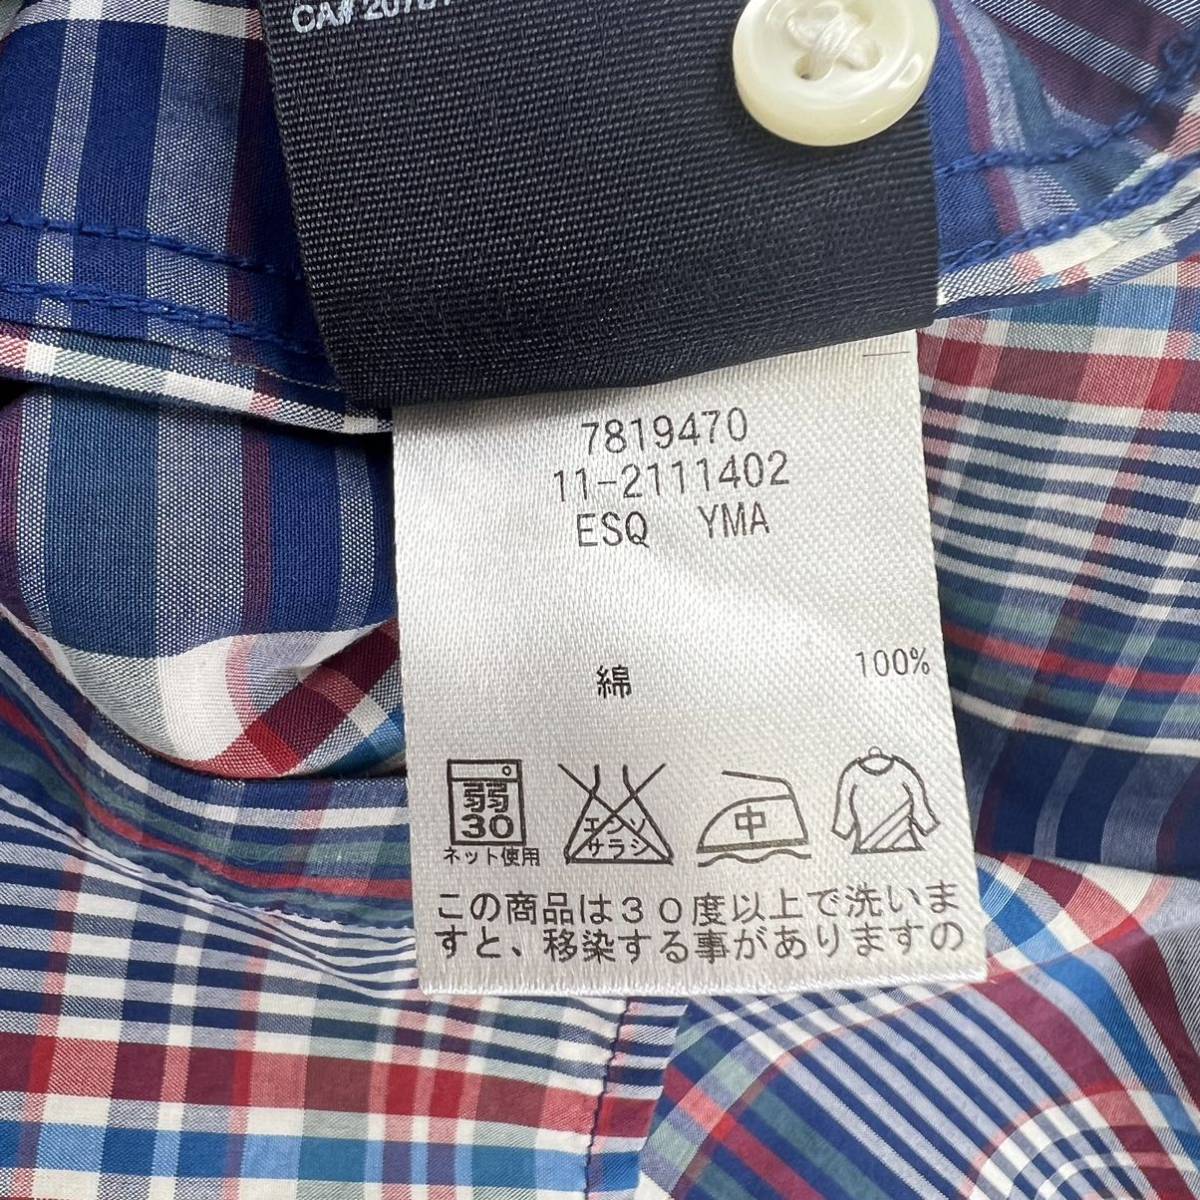 CA#
7819470
11-2111402
ESQ YMA
綿 100%
弱
30
ネット使用
エンソ
サラシ
中
この商品は30度以上で洗いま
すと、移染する事がありますの